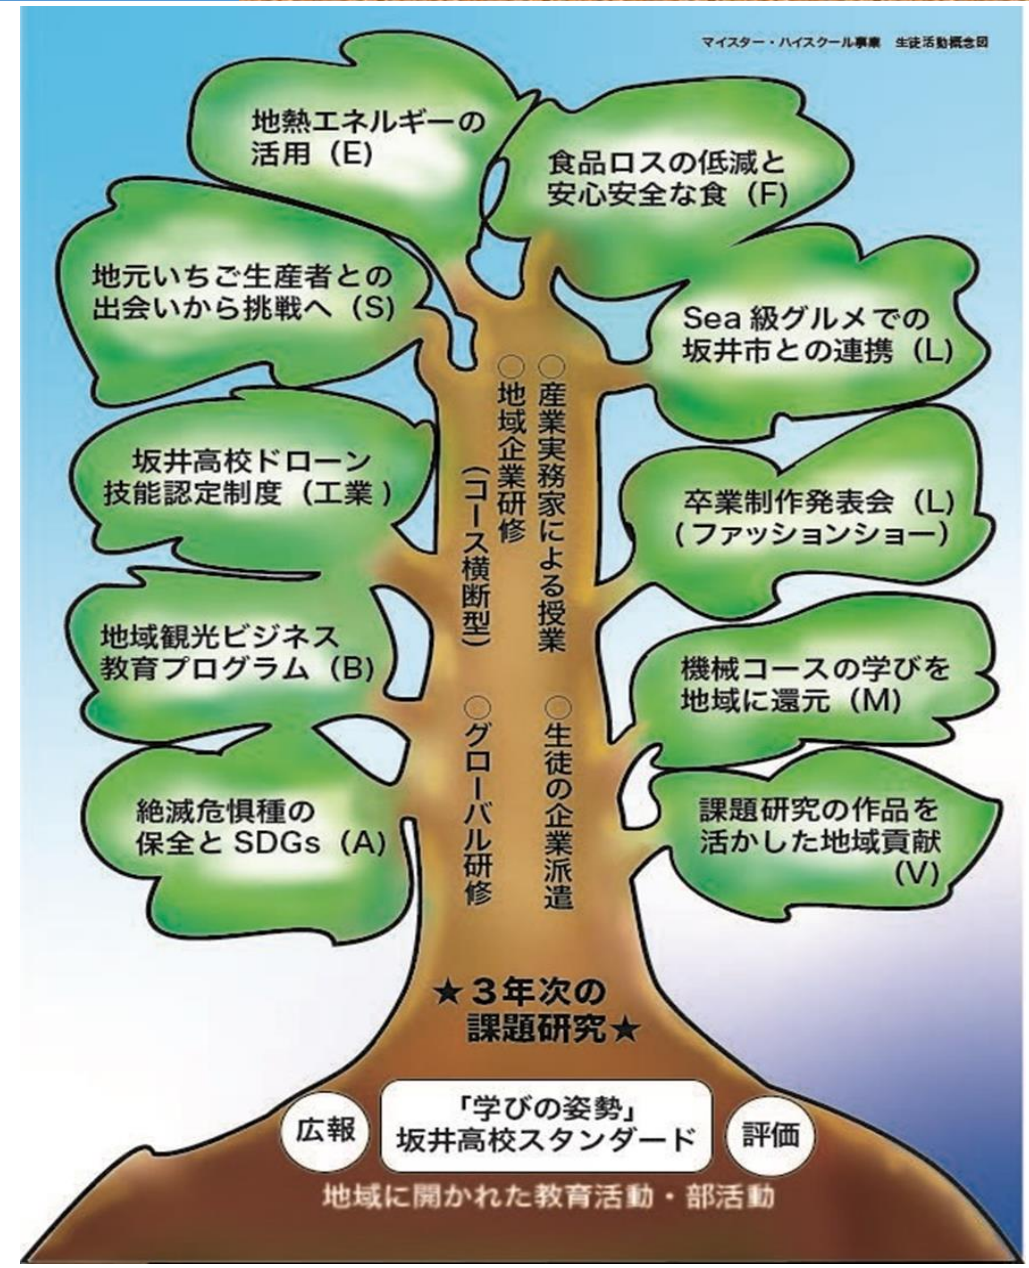 マイスター・ハイスクール事業　生徒活動概念図
地熱エネルギーの
活用（E）
食品ロスの低減と
安心安全な食（F）
地元いちご生産者との
出会いから挑戦へ（S）
Sea 級グルメでの
坂井市との連携（L）
坂井高校ドローン
技能認定制度（工業）
卒業制作発表会（L）
（ファッションショー）
地域観光ビジネス
教育プログラム（B）
機械コースの学びを
地域に還元（M）
絶滅危惧種の
保全と SDGs（A）
課題研究の作品を
活かした地域貢献
（V）
○産業実務家による授業
○地域企業研修
（コース横断型）
○生徒の企業派遣
○グローバル研修
★３年次の
課題研究★
広報
「学びの姿勢」
坂井高校スタンダード
評価
地域に開かれた教育活動・部活動